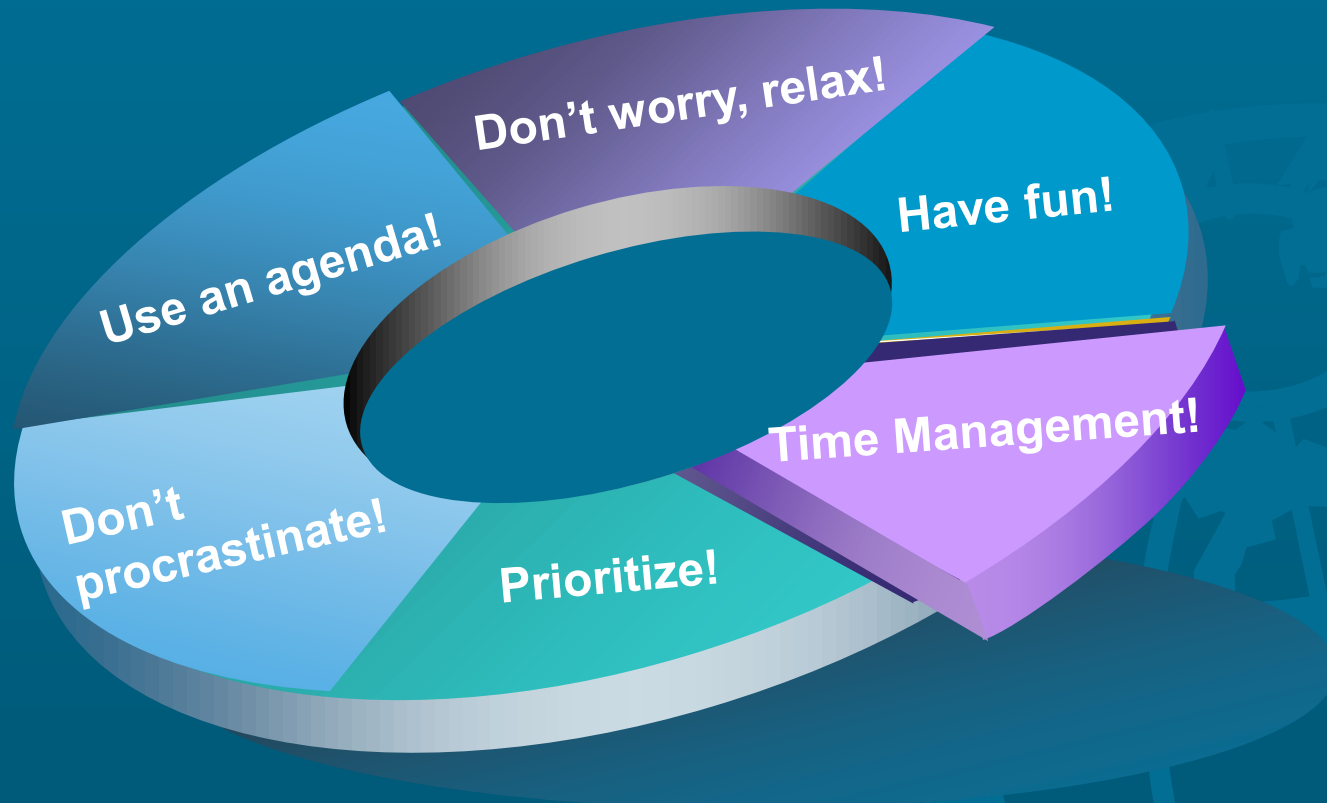 Don’t worry, relax!
Have fun!
Use an agenda!
Time Management!
Don’t
procrastinate!
Prioritize!